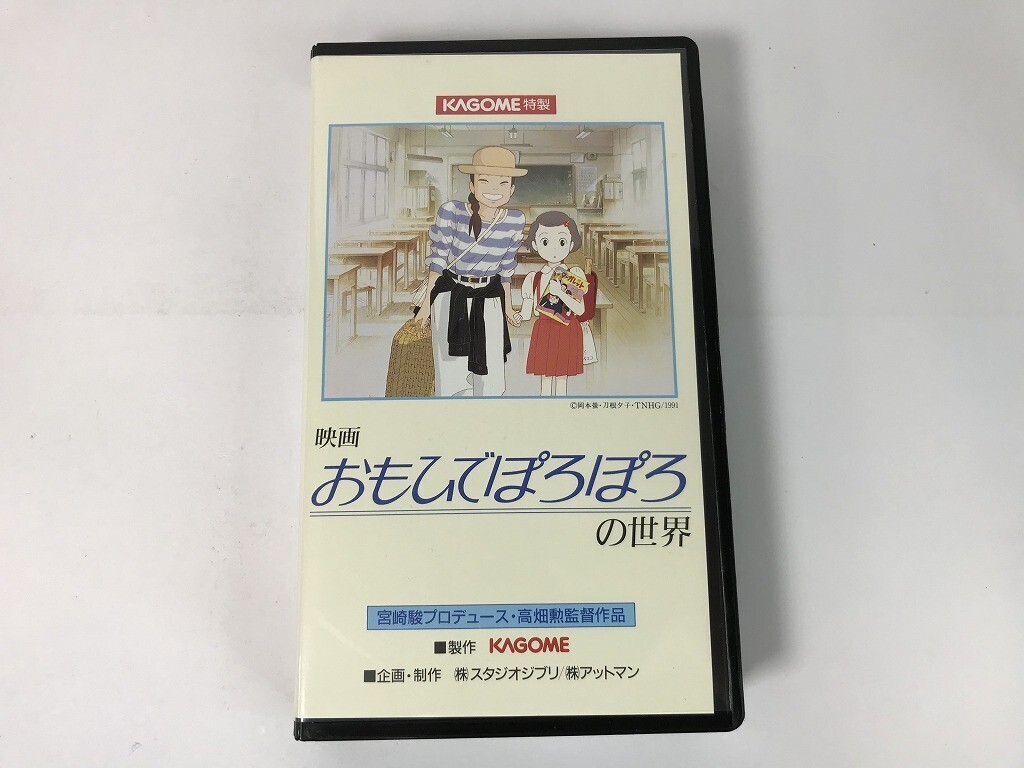 KAGOME特製
©岡本螢・刀根夕子・TNHG/1991
映画
おもひでぽろぽろ
の世界
宮崎駿プロデュース・高畑勲監督作品
■製作 KAGOME
■企画・制作 ㈱スタジオジブリ/㈱アットマン